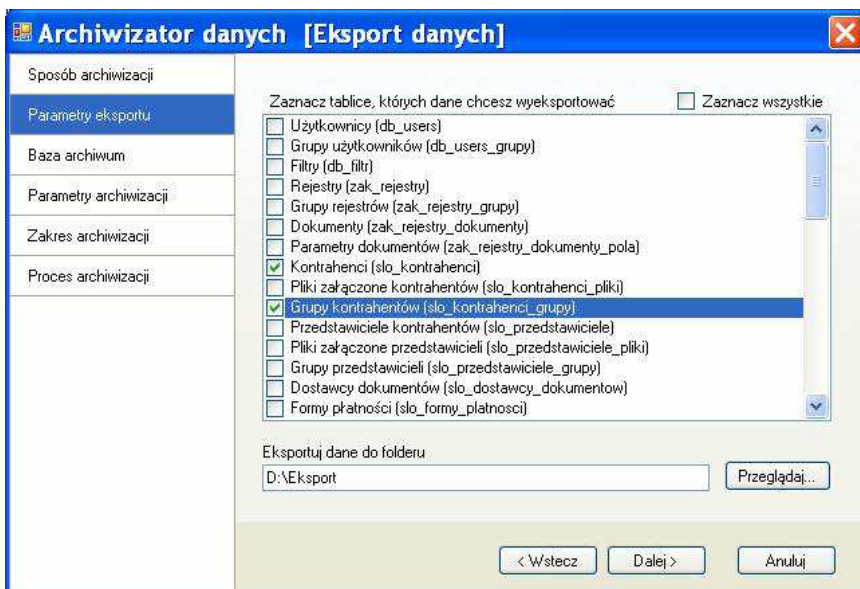 Archiwizator danych [Eksport danych]
Sposób archiwizacji
Parametry eksportu
Baza archiwum
Parametry archiwizacji
Zakres archiwizacji
Proces archiwizacji
Zaznacz tablice, których dane chcesz wyeksportować
Zaznacz wszystkie
Użytkownicy (db_users)
Grupy użytkowników (db_users_grupy)
Filtry (db_filtr)
Rejestry (zak_rejestry)
Grupy rejestrów (zak_rejestry_grupy)
Dokumenty (zak_rejestry_dokumenty)
Parametry dokumentów (zak_rejestry_dokumenty_pola)
Kontrahenci (slo_kontrahenci)
Pliki załączone kontrahentów (slo_kontrahenci_pliki)
Grupy kontrahentów (slo_kontrahenci_grupy)
Przedstawiciele kontrahentów (slo_przedstawiciele)
Pliki załączone przedstawicieli (slo_przedstawiciele_pliki)
Grupy przedstawicieli (slo_przedstawiciele_grupy)
Dostawcy dokumentów (slo_dostawcy_dokumentow)
Formy płatności (slo_formy_platnosci)
Eksportuj dane do folderu
D:\Eksport
Przeglądaj...
< Wstecz
Dalej >
Anuluj